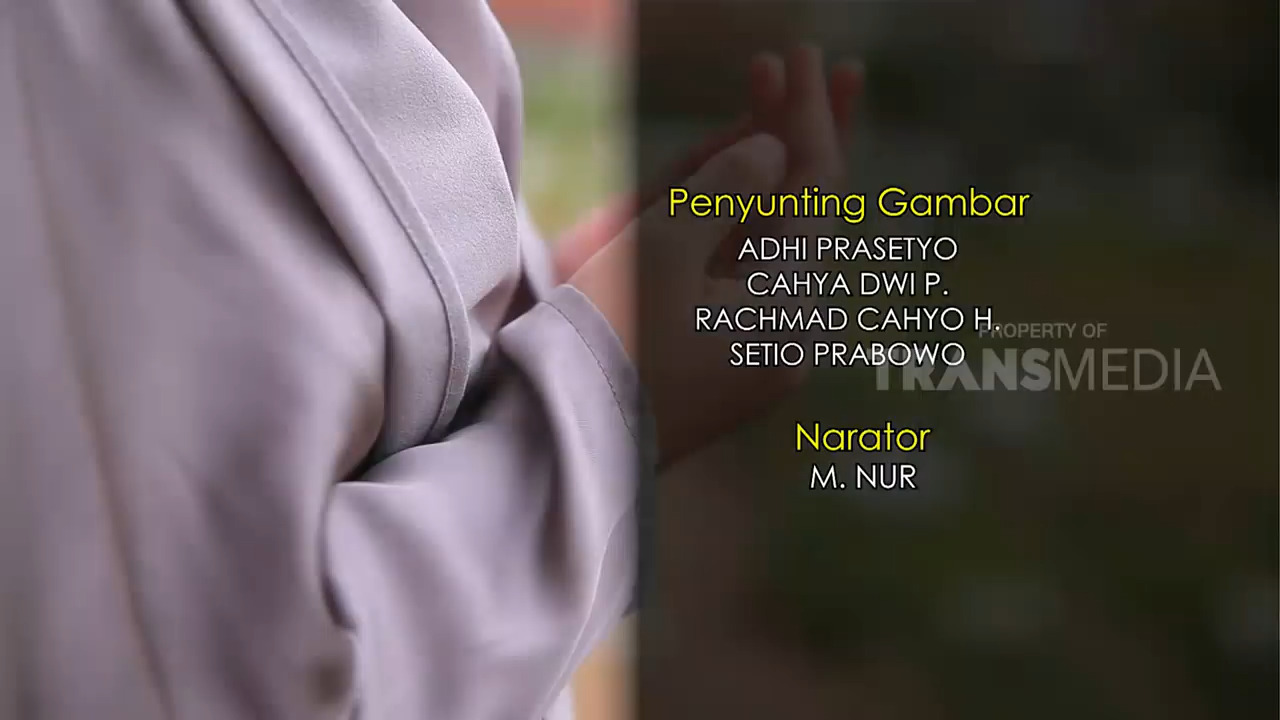 Penyunting Gambar
ADHI PRASETYO
CAHYA DWI P.
RACHMAD CAHYO H.
SETIO PRABOWO
PROPERTY OF
TRANSMEDIA
Narator
M. NUR